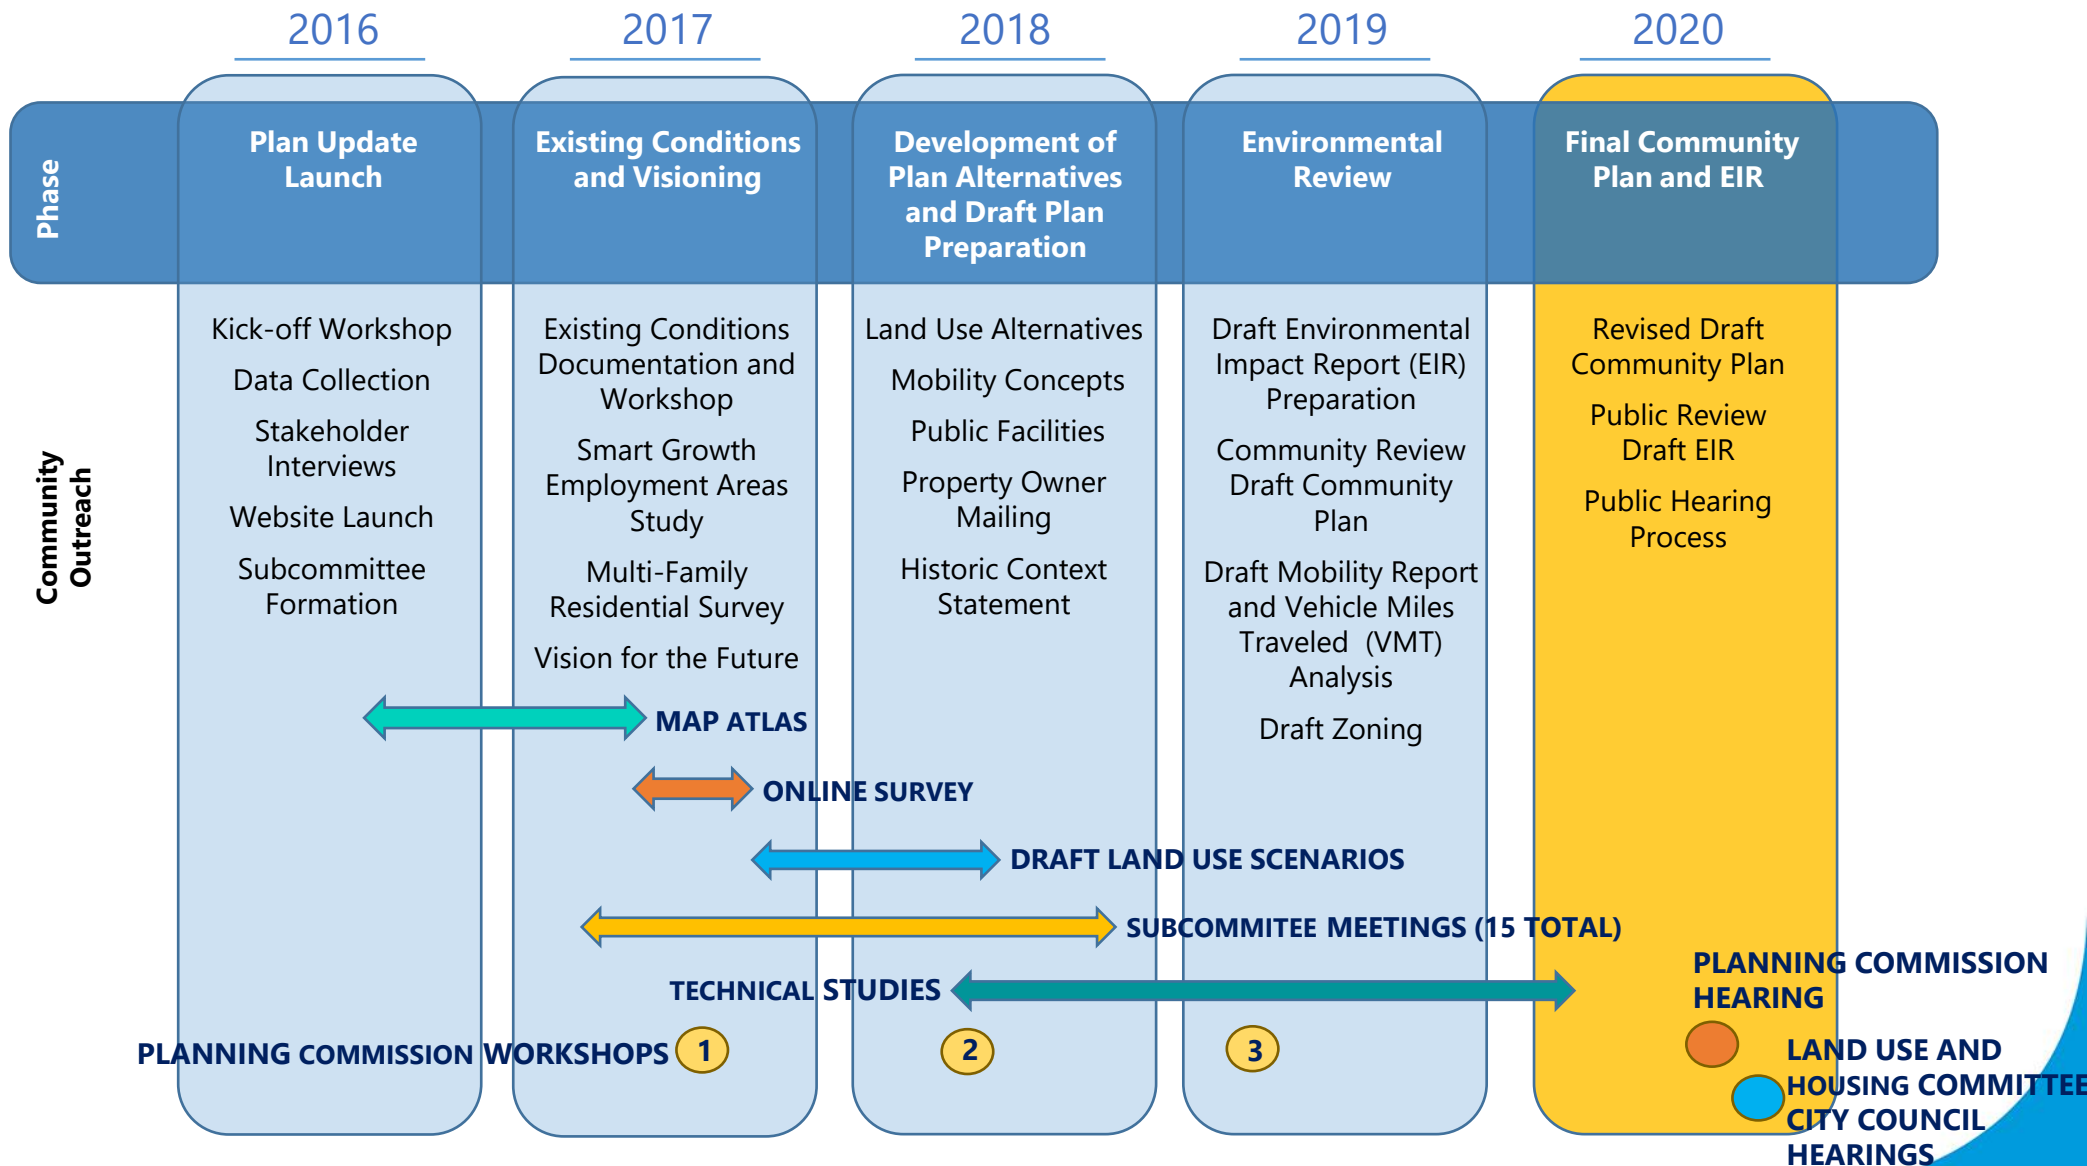 2016
2017
2018
2019
2020
Phase
Plan Update
Launch
Existing Conditions
and Visioning
Development of
Plan Alternatives
and Draft Plan
Preparation
Environmental
Review
Final Community
Plan and EIR
Community
Outreach
Kick-off Workshop
Data Collection
Stakeholder
Interviews
Website Launch
Subcommittee
Formation
Existing Conditions
Documentation and
Workshop
Smart Growth
Employment Areas
Study
Multi-Family
Residential Survey
Vision for the Future
Land Use Alternatives
Mobility Concepts
Public Facilities
Property Owner
Mailing
Historic Context
Statement
Draft Environmental
Impact Report (EIR)
Preparation
Community Review
Draft Community
Plan
Draft Mobility Report
and Vehicle Miles
Traveled (VMT)
Analysis
Draft Zoning
Revised Draft
Community Plan
Public Review
Draft EIR
Public Hearing
Process
MAP ATLAS
ONLINE SURVEY
DRAFT LAND USE SCENARIOS
SUBCOMMITEE MEETINGS (15 TOTAL)
TECHNICAL STUDIES
PLANNING COMMISSION WORKSHOPS
1
2
3
PLANNING COMMISSION
HEARING
LAND USE AND
HOUSING COMMITTEE
CITY COUNCIL
HEARINGS